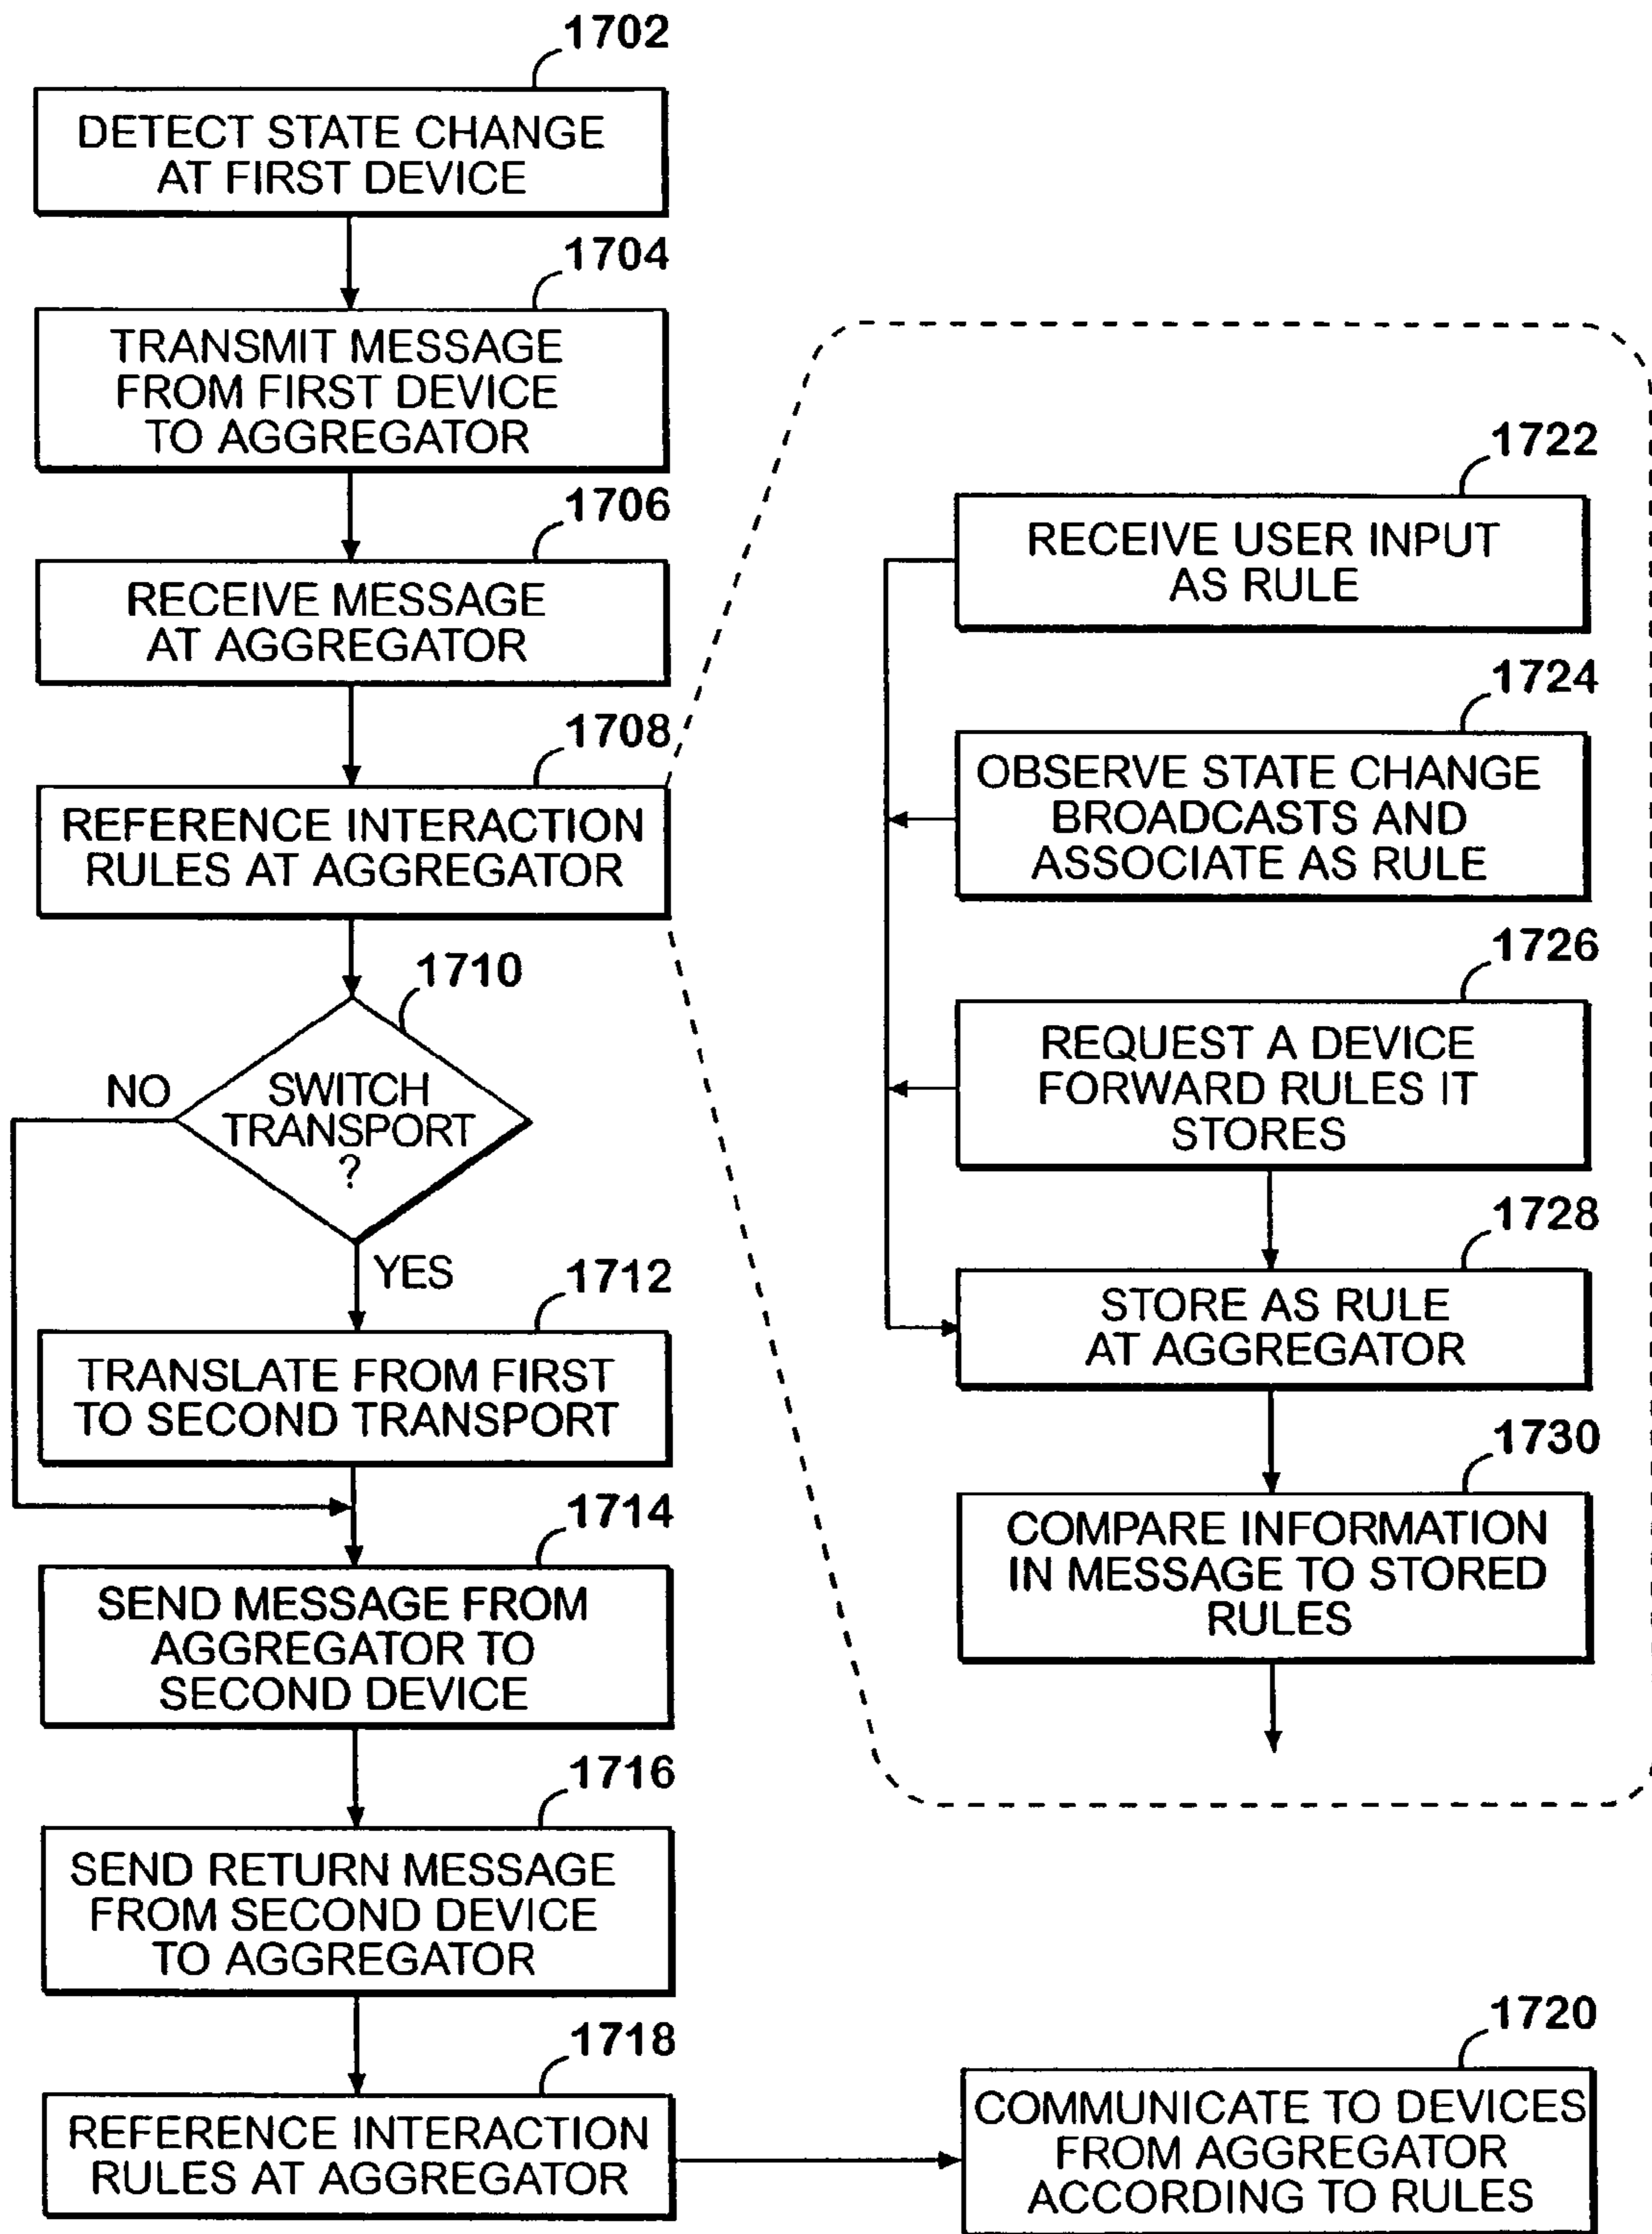 1702
DETECT STATE CHANGE
AT FIRST DEVICE
1704
TRANSMIT MESSAGE
FROM FIRST DEVICE
TO AGGREGATOR
1706
RECEIVE MESSAGE
AT AGGREGATOR
1708
REFERENCE INTERACTION
RULES AT AGGREGATOR
1710
SWITCH
TRANSPORT
?
NO
YES
1712
TRANSLATE FROM FIRST
TO SECOND TRANSPORT
1714
SEND MESSAGE FROM
AGGREGATOR TO
SECOND DEVICE
1716
SEND RETURN MESSAGE
FROM SECOND DEVICE
TO AGGREGATOR
1718
REFERENCE INTERACTION
RULES AT AGGREGATOR
1720
COMMUNICATE TO DEVICES
FROM AGGREGATOR
ACCORDING TO RULES
1722
RECEIVE USER INPUT
AS RULE
1724
OBSERVE STATE CHANGE
BROADCASTS AND
ASSOCIATE AS RULE
1726
REQUEST A DEVICE
FORWARD RULES IT
STORES
1728
STORE AS RULE
AT AGGREGATOR
1730
COMPARE INFORMATION
IN MESSAGE TO STORED
RULES